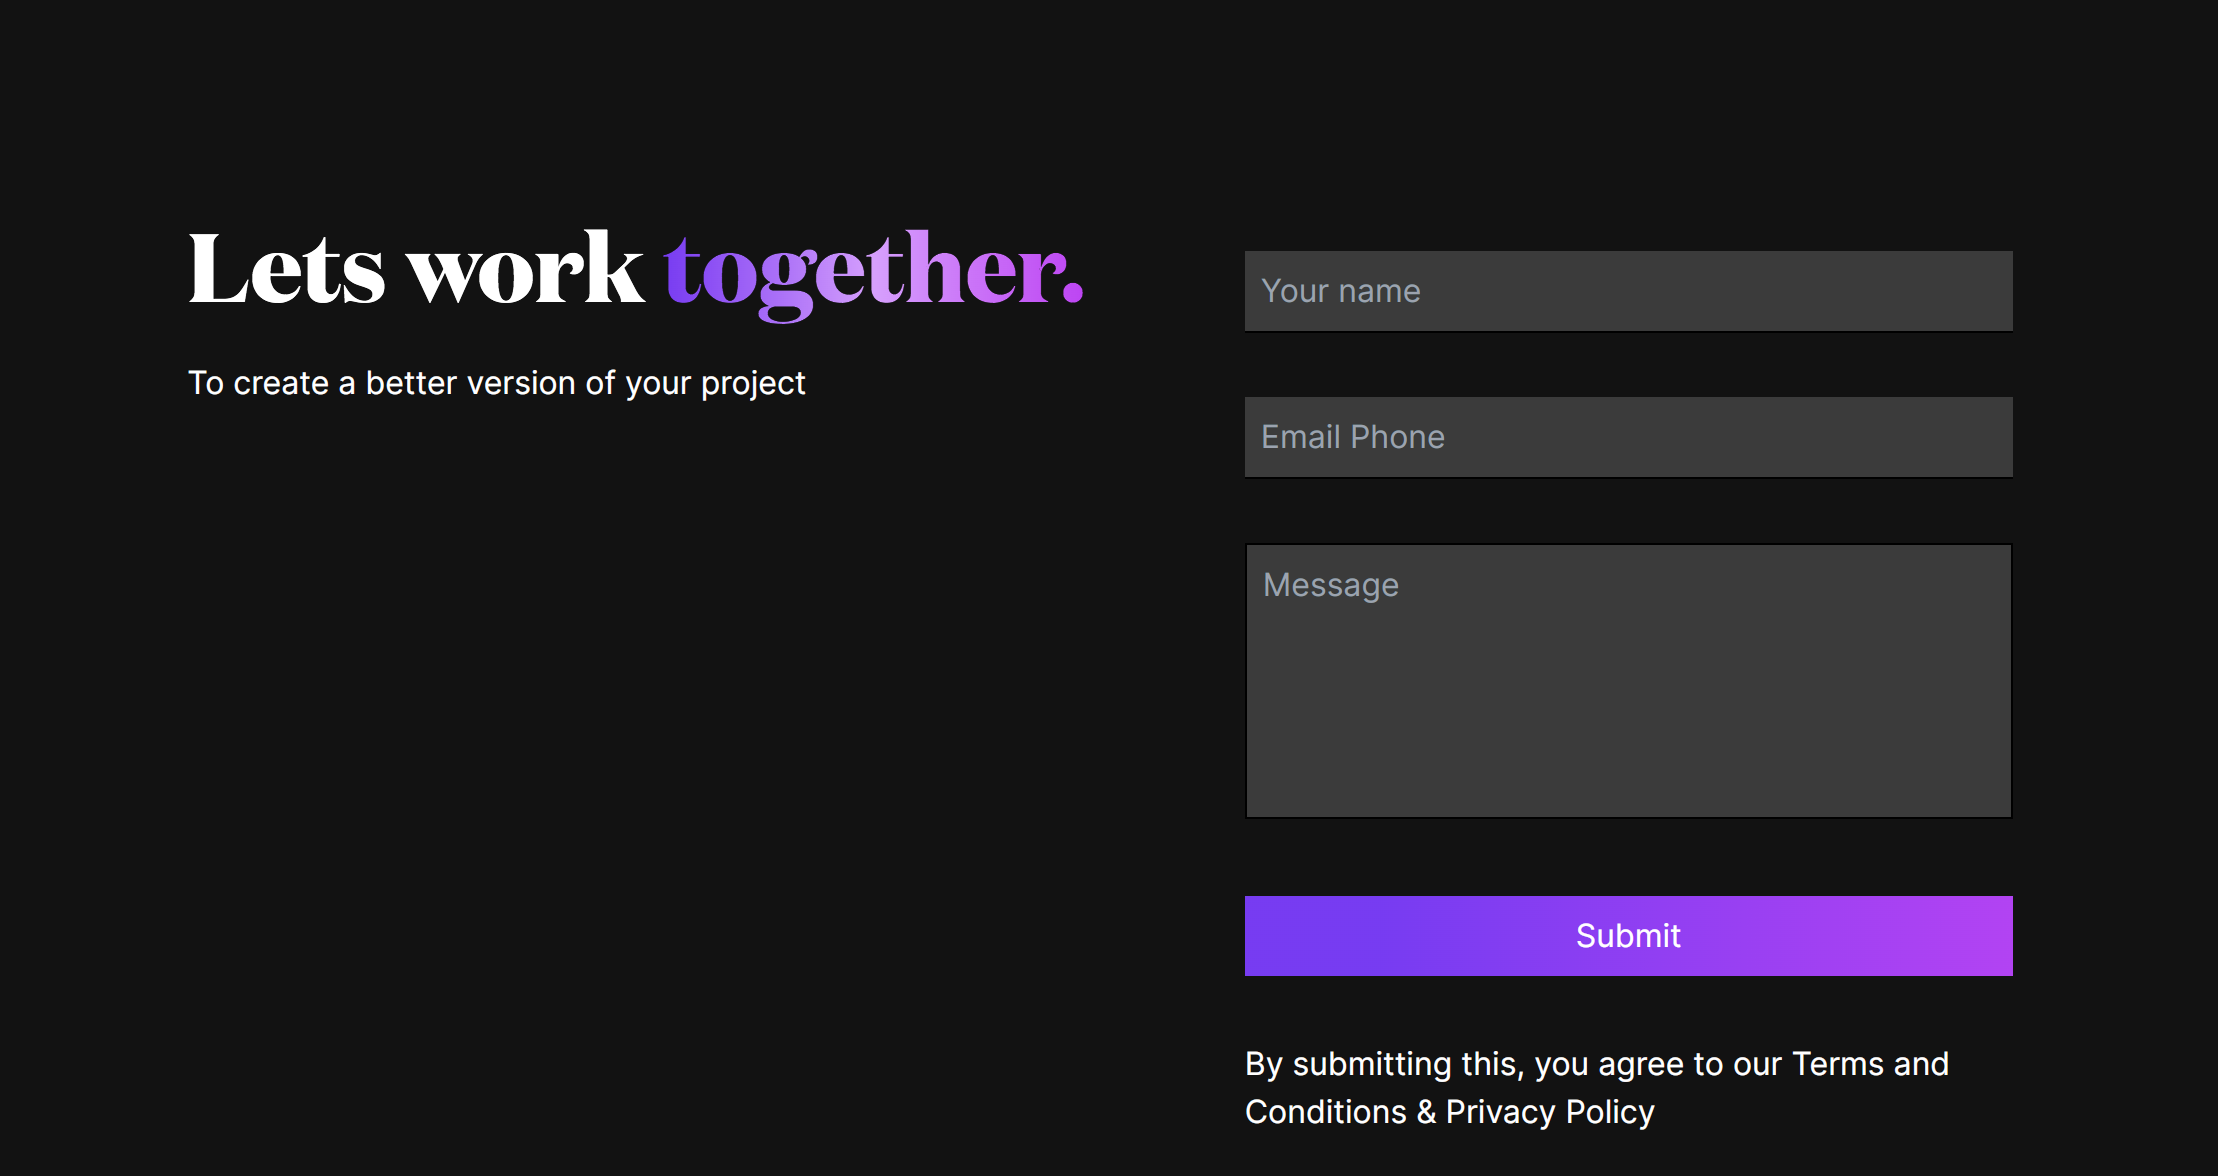 Lets work together.
To create a better version of your project
Your name
Email Phone
Message
Submit
By submitting this, you agree to our Terms and
Conditions & Privacy Policy